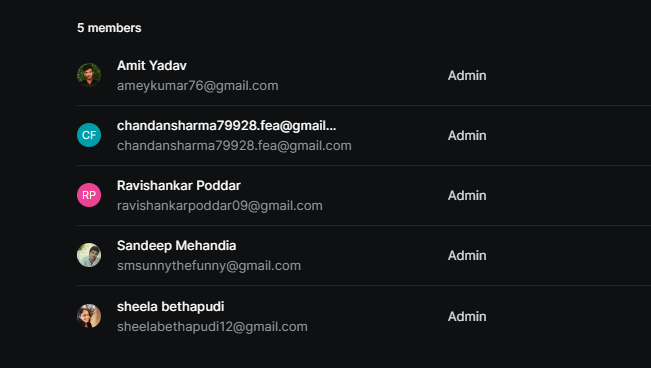 5 members
Amit Yadav
ameykumar76@gmail.com
Admin
CF
chandansharma79928.fea@gmail...
chandansharma79928.fea@gmail.com
Admin
RP
Ravishankar Poddar
ravishankarpoddar09@gmail.com
Admin
Sandeep Mehandia
smsunnythefunny@gmail.com
Admin
sheela bethapudi
sheelabethapudi12@gmail.com
Admin